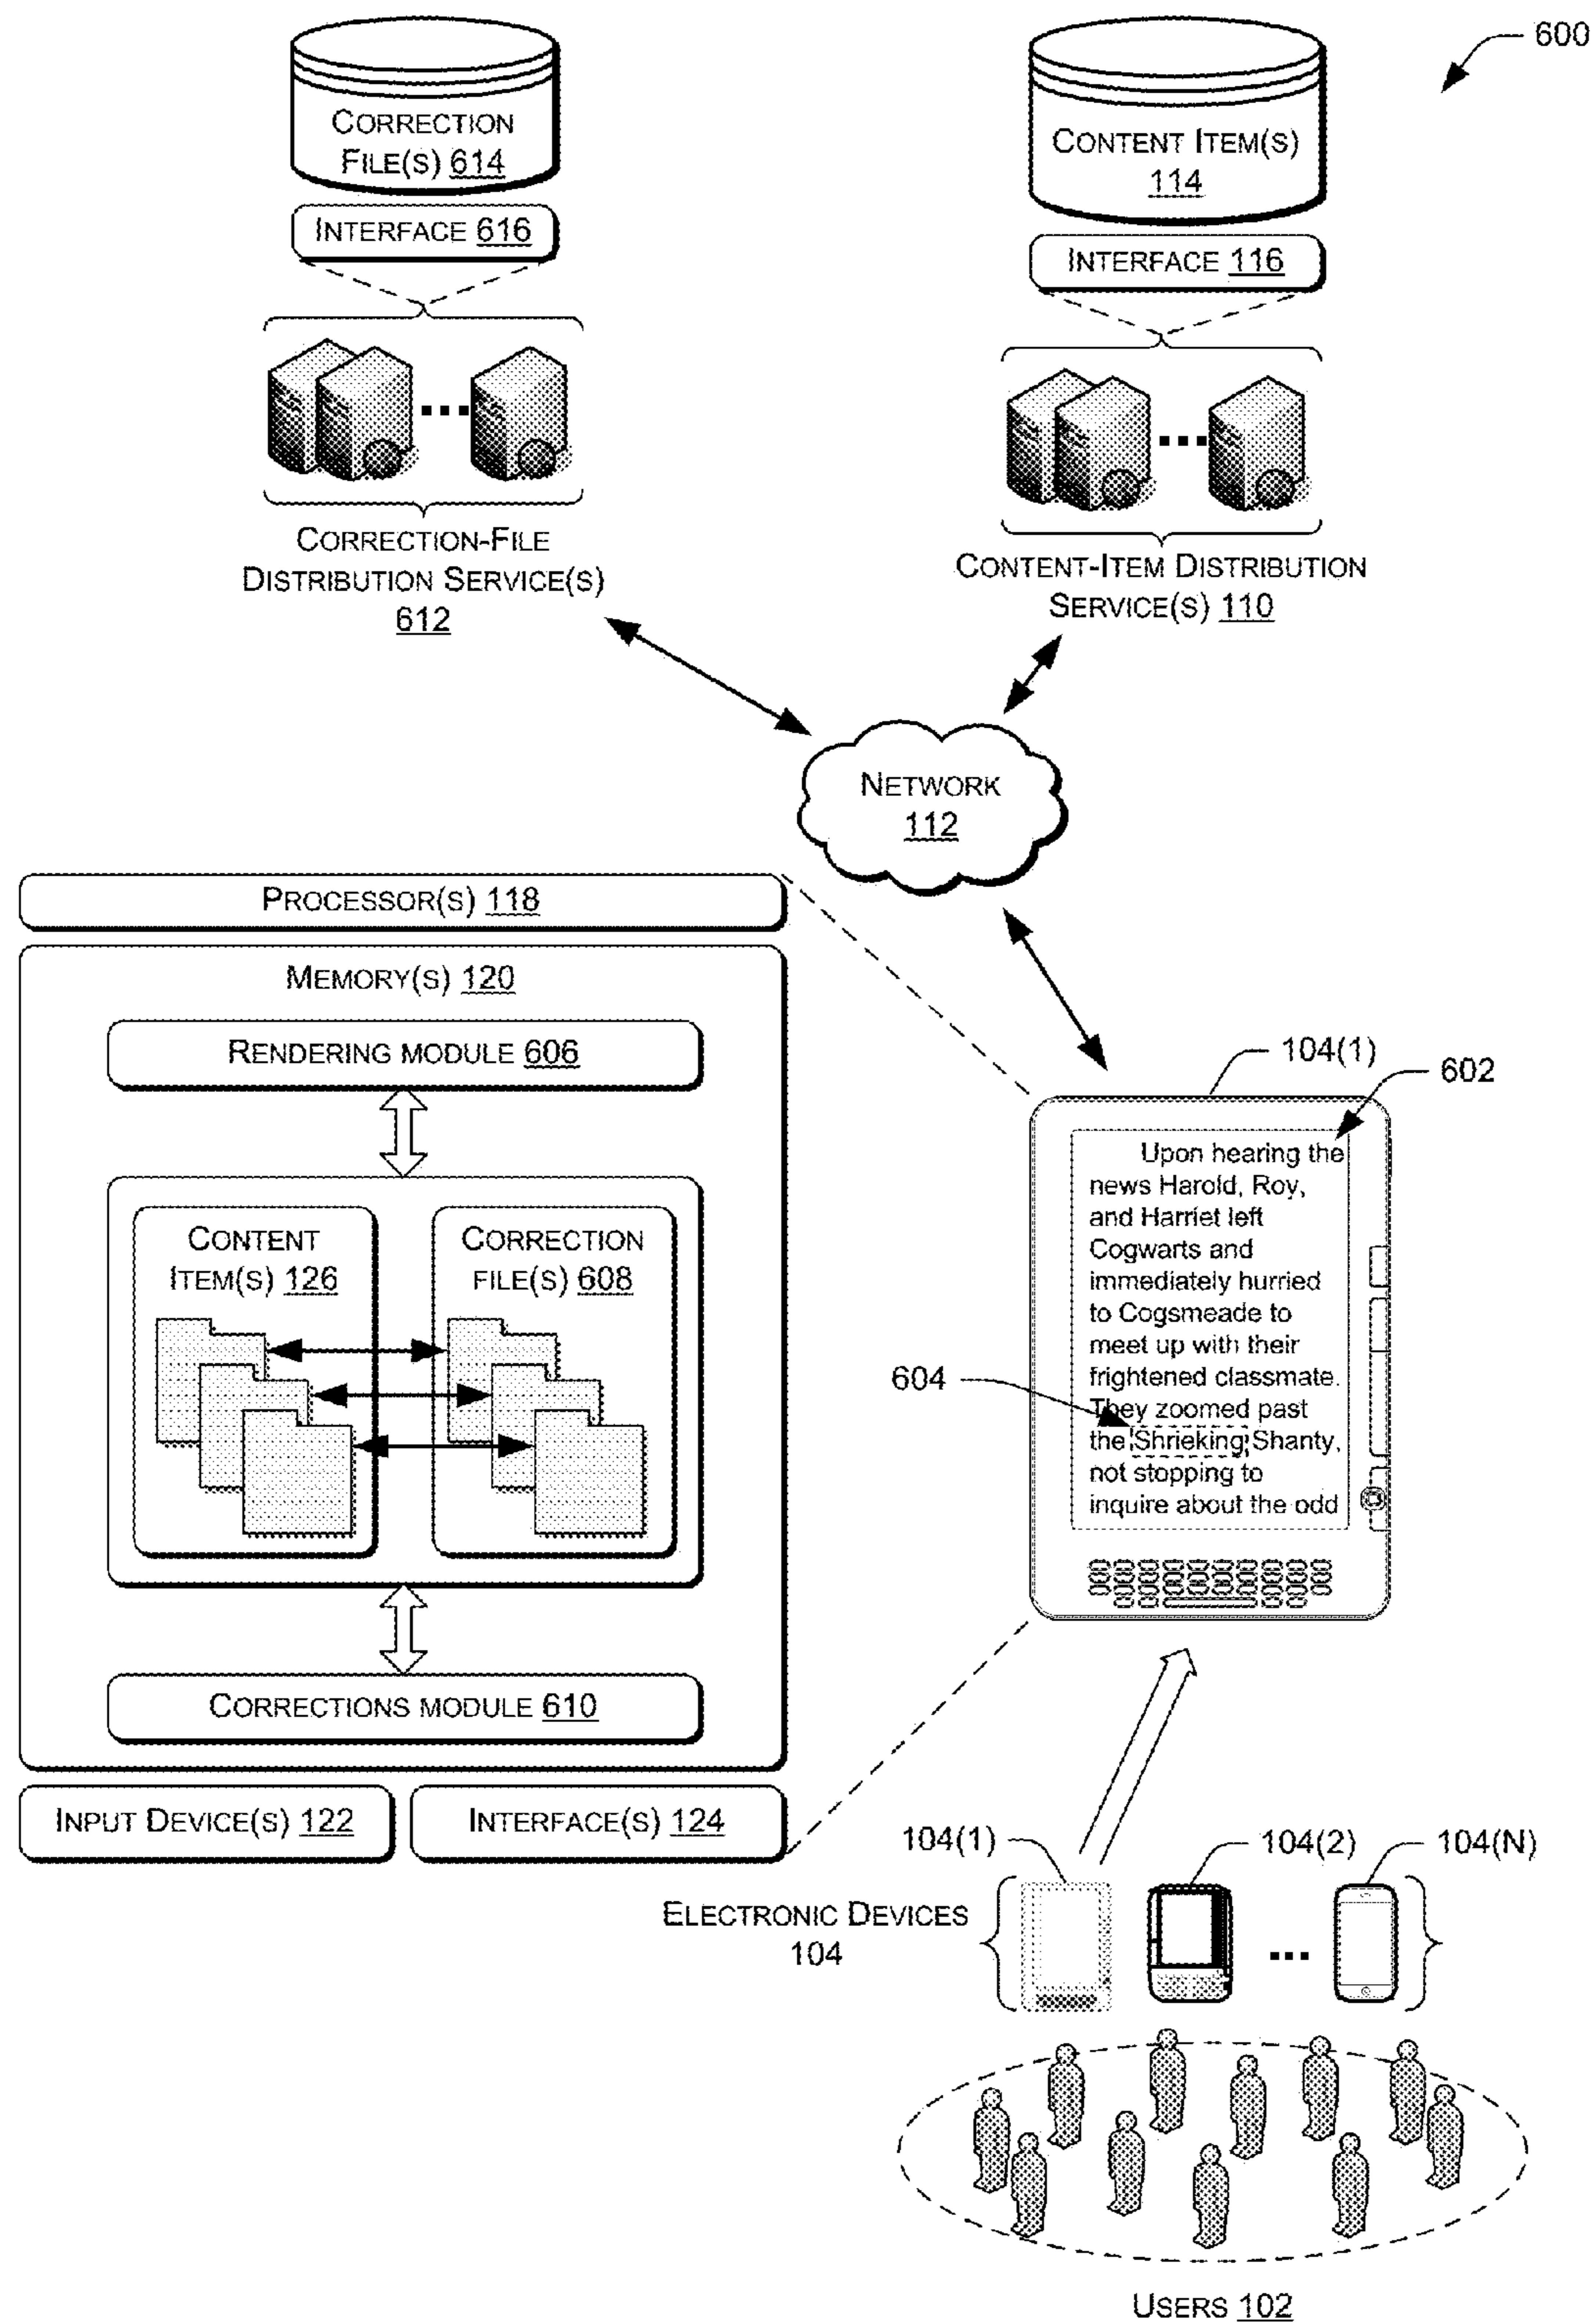 600
CORRECTION
FILE(S) 614
INTERFACE 616
CORRECTION-FILE
DISTRIBUTION SERVICE(S)
612
CONTENT ITEM(S)
114
INTERFACE 116
CONTENT-ITEM DISTRIBUTION
SERVICE(S) 110
NETWORK
112
PROCESSOR(S) 118
MEMORY(S) 120
RENDERING MODULE 606
CONTENT
ITEM(S) 126
CORRECTION
FILE(S) 608
CORRECTIONS MODULE 610
INPUT DEVICE(S) 122
INTERFACE(S) 124
104(1)
602
Upon hearing the
news Harold, Roy,
and Harriet left
Cogwarts and
immediately hurried
to Cogsmeade to
meet up with their
frightened classmate.
They zoomed past
the Shrieking Shanty,
not stopping to
inquire about the odd
604
104(1)
104(2)
104(N)
ELECTRONIC DEVICES
104
...
USERS 102